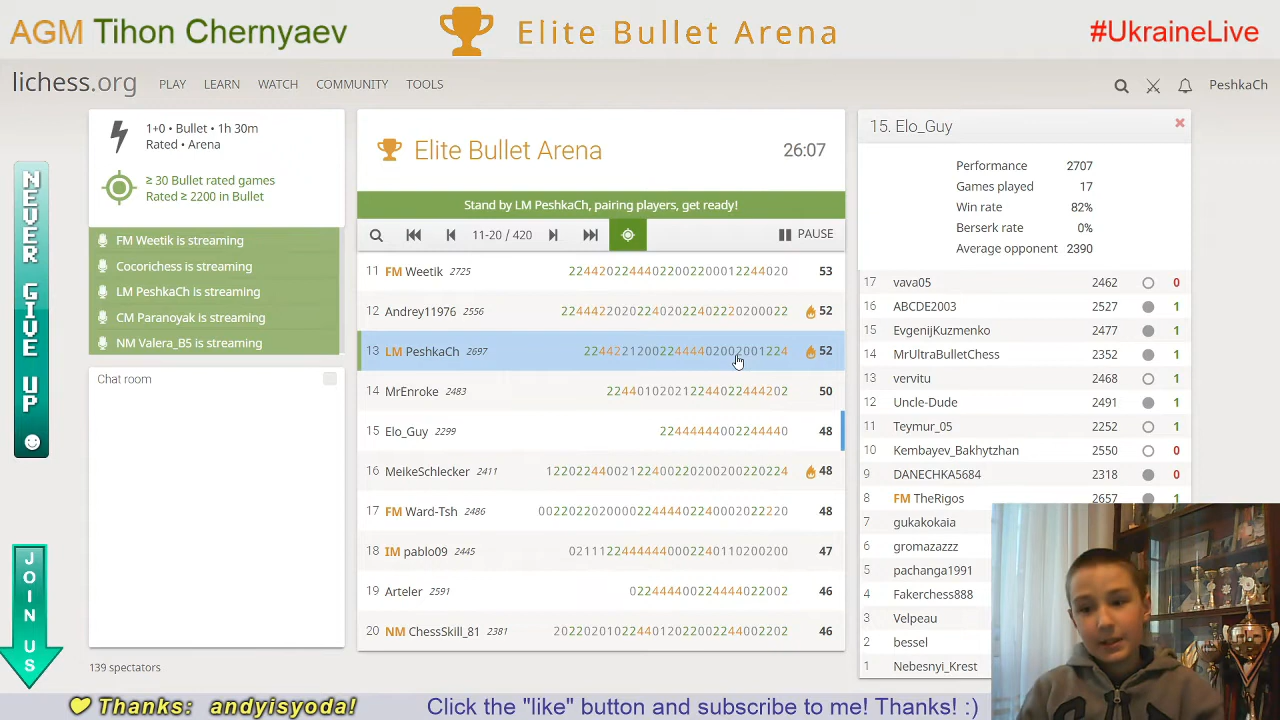 AGM Tihon Chernyaev
Elite Bullet Arena
#UkraineLive
lichess.org PLAY LEARN WATCH COMMUNITY TOOLS PeshkaCh
NEVER GIVE UP
JOIN US
1+0 • Bullet • 1h 30m
Rated • Arena
≥ 30 Bullet rated games
Rated ≥ 2200 in Bullet
FM Weetik is streaming
Cocorichess is streaming
LM PeshkaCh is streaming
CM Paranoyak is streaming
NM Valera_B5 is streaming
Chat room
139 spectators
Elite Bullet Arena 26:07
Stand by LM PeshkaCh, pairing players, get ready!
11-20 / 420 PAUSE
11 FM Weetik 2725 2244202244402200220001224402​0 53
12 Andrey11976 2556 52
13 LM PeshkaCh 2697 52
14 MrEnroke 2483 22440102021224402244​4202 50
15 Elo_Guy 2299 22444444002244440 48
16 MeikeSchlecker 2411 48
17 FM Ward-Tsh 2486 48
18 IM pablo09 2445 47
19 Arteler 2591 46
20 NM ChessSkill_81 2381 46
15. Elo_Guy
Performance 2707
Games played 17
Win rate 82%
Berserk rate 0%
Average opponent 2390
17 vava05 2462 0
16 ABCDE2003 2527 1
15 EvgenijKuzmenko 2477 1
14 MrUltraBulletChess 2352 1
13 vervitu 2468 1
12 Uncle-Dude 2491 1
11 Teymur_05 2252 1
10 Kembayev_Bakhytzhan 2550 0
9 DANECHKA5684 2318 0
8 FM TheRigos 2657 1
7 gukakokaia
6 gromazazzz
5 pachanga1991
4 Fakerchess888
3 Velpeau
2 bessel
1 Nebesnyi_Krest
Thanks: andyisyoda!
Click the "like" button and subscribe to me! Thanks! :)